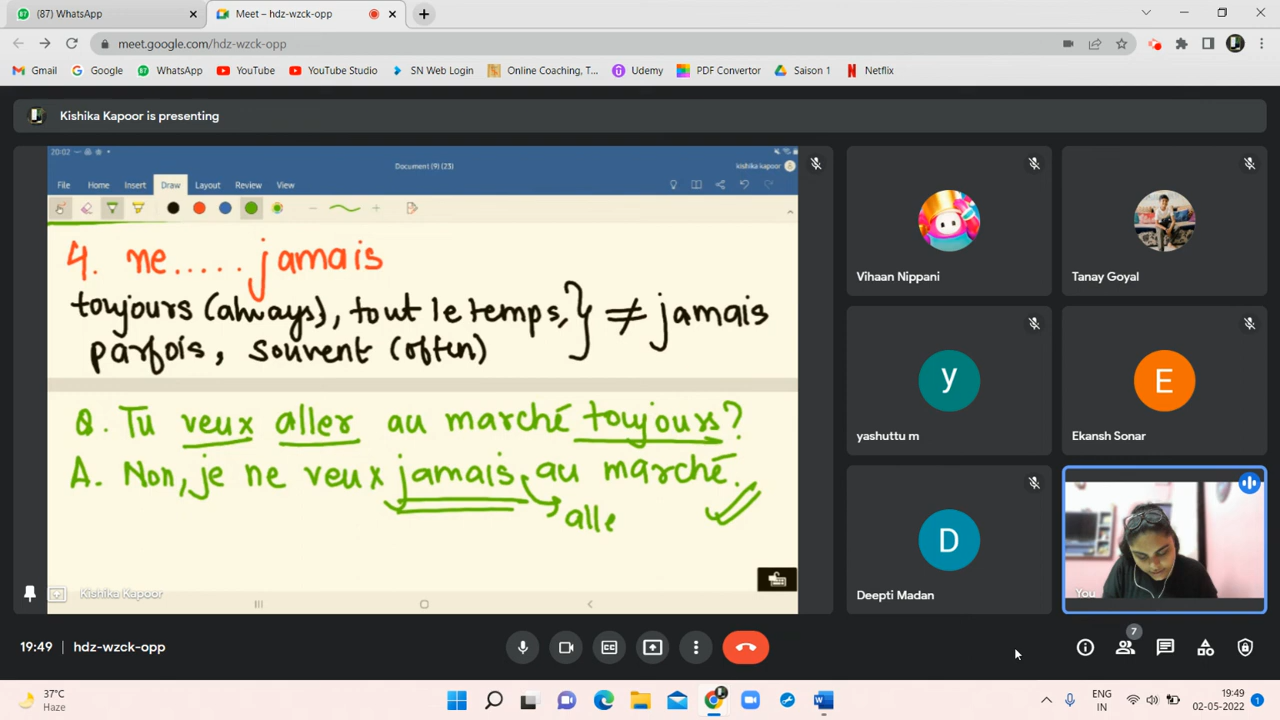 (87) WhatsApp
Meet – hdz-wzck-opp
meet.google.com/hdz-wzck-opp
Gmail Google WhatsApp YouTube YouTube Studio SN Web Login Online Coaching, T... Udemy PDF Convertor Saison 1 Netflix
Kishika Kapoor is presenting
20:02
Document (9) (23)
kishika kapoor
File Home Insert Draw Layout Review View
4. ne..... jamais
toujours (always), tout le temps,} ≠ jamais
parfois, souvent (often)
Q. Tu veux aller au marché toujours?
A. Non, je ne veux jamais au marché.
alle
Kishika Kapoor
Vihaan Nippani
Tanay Goyal
y
yashuttu m
E
Ekansh Sonar
D
Deepti Madan
You
19:49 hdz-wzck-opp
7
37°C
Haze
ENG
IN
19:49
02-05-2022
1